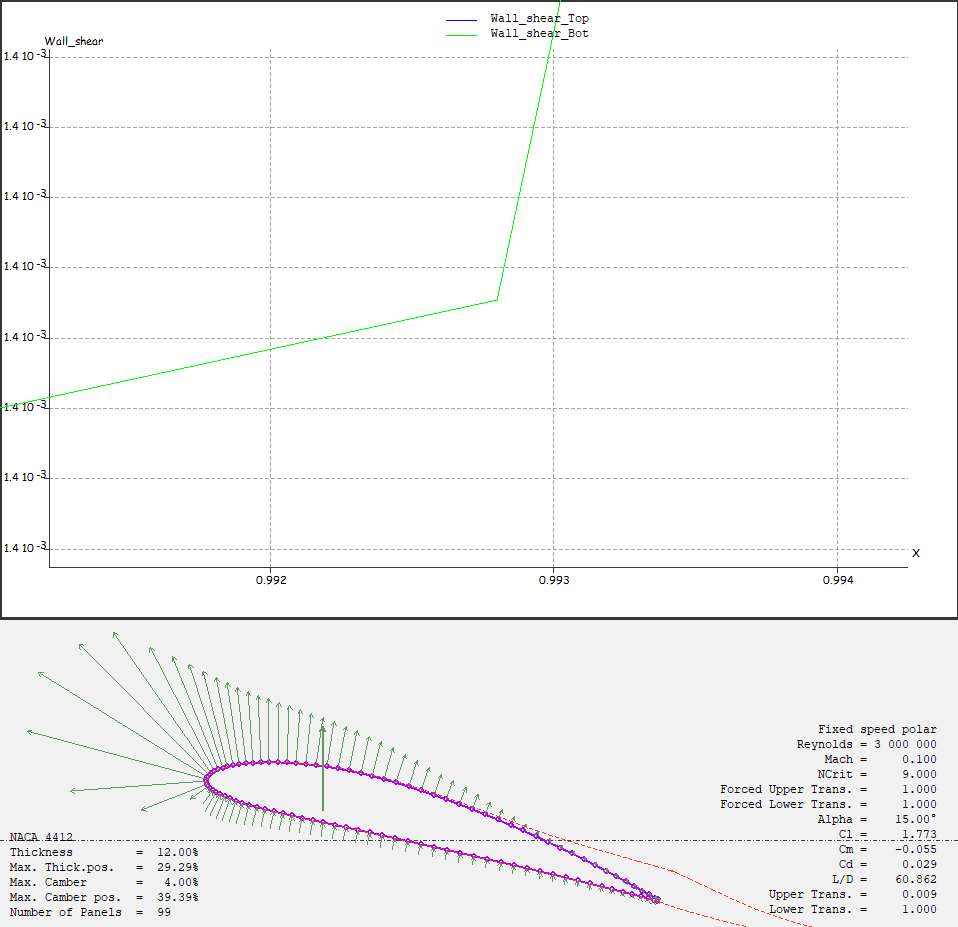 Wall_shear_Top
Wall_shear_Bot
Wall_shear
1.4 10 -3
1.4 10 -3
1.4 10 -3
1.4 10 -3
1.4 10 -3
1.4 10 -3
1.4 10 -3
1.4 10 -3
X
0.992 0.993 0.994
Fixed speed polar
Reynolds = 3 000 000
Mach = 0.100
NCrit = 9.000
Forced Upper Trans. = 1.000
Forced Lower Trans. = 1.000
Alpha = 15.00°
Cl = 1.773
Cm = -0.055
Cd = 0.029
L/D = 60.862
Upper Trans. = 0.009
Lower Trans. = 1.000
NACA 4412
Thickness = 12.00%
Max. Thick.pos. = 29.29%
Max. Camber = 4.00%
Max. Camber pos. = 39.39%
Number of Panels = 99